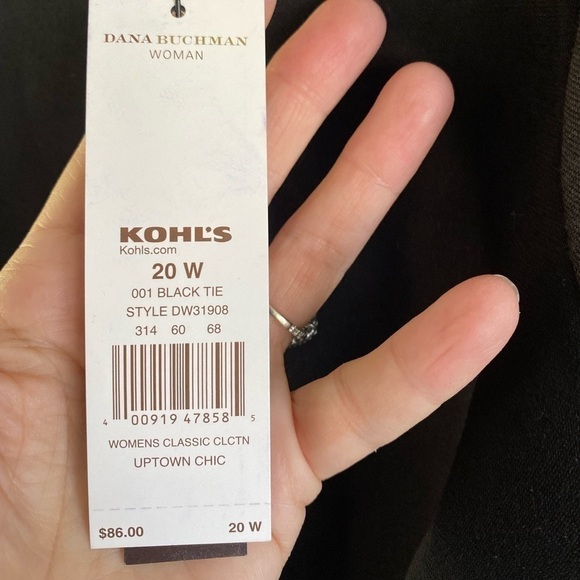 DANA BUCHMAN
WOMAN
KOHL'S
Kohls.com
20 W
001 BLACK TIE
STYLE DW31908
314 60 68
4 00919 47858 5
WOMENS CLASSIC CLCTN
UPTOWN CHIC
$86.00 20 W